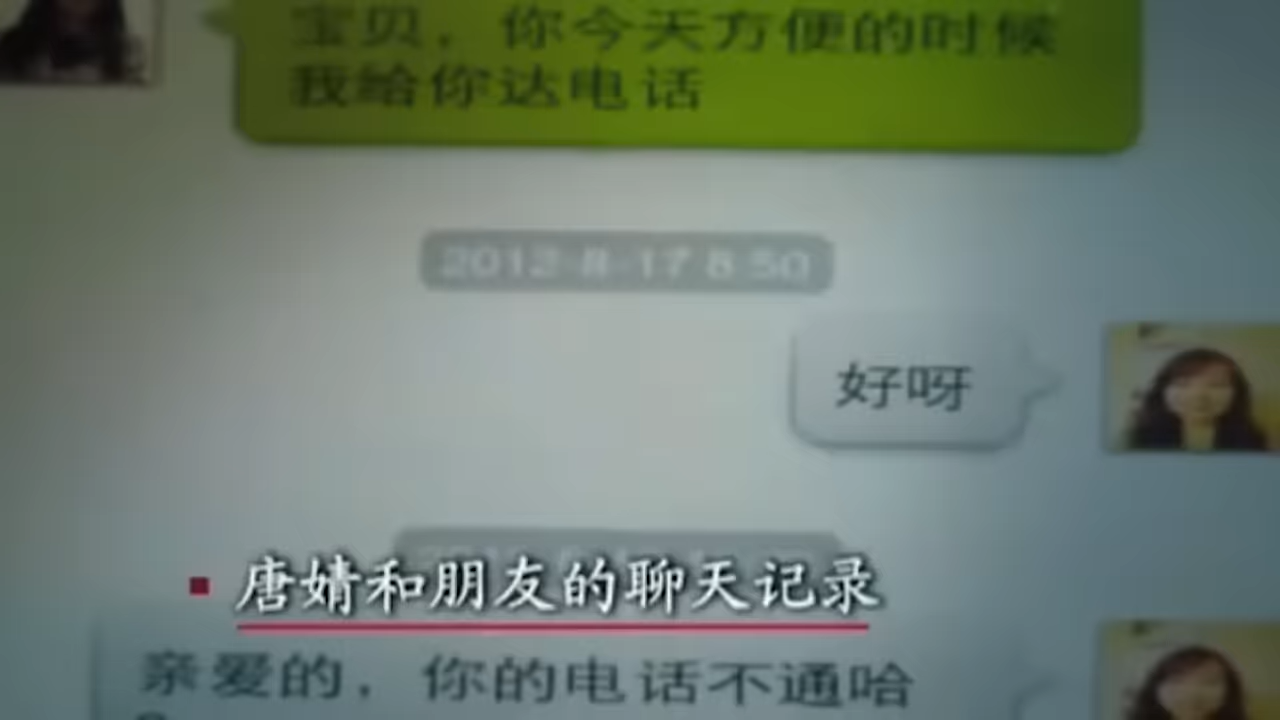 宝贝，你今天方便的时候
我给你达电话
2012-8-17 8:50
好呀
唐婧和朋友的聊天记录
亲爱的，你的电话不通哈